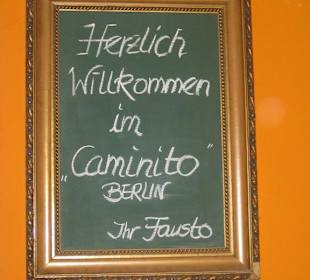 Herzlich
Willkommen
im
„Caminito"
BERLIN
Ihr Fausto